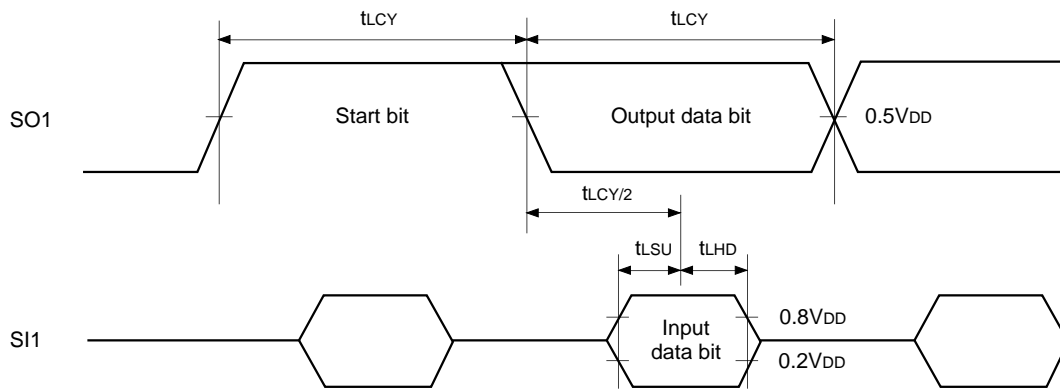 tLCY tLCY
SO1 Start bit Output data bit 0.5VDD
tLCY/2
tLSU tLHD
0.8VDD
SI1 Input
data bit
0.2VDD